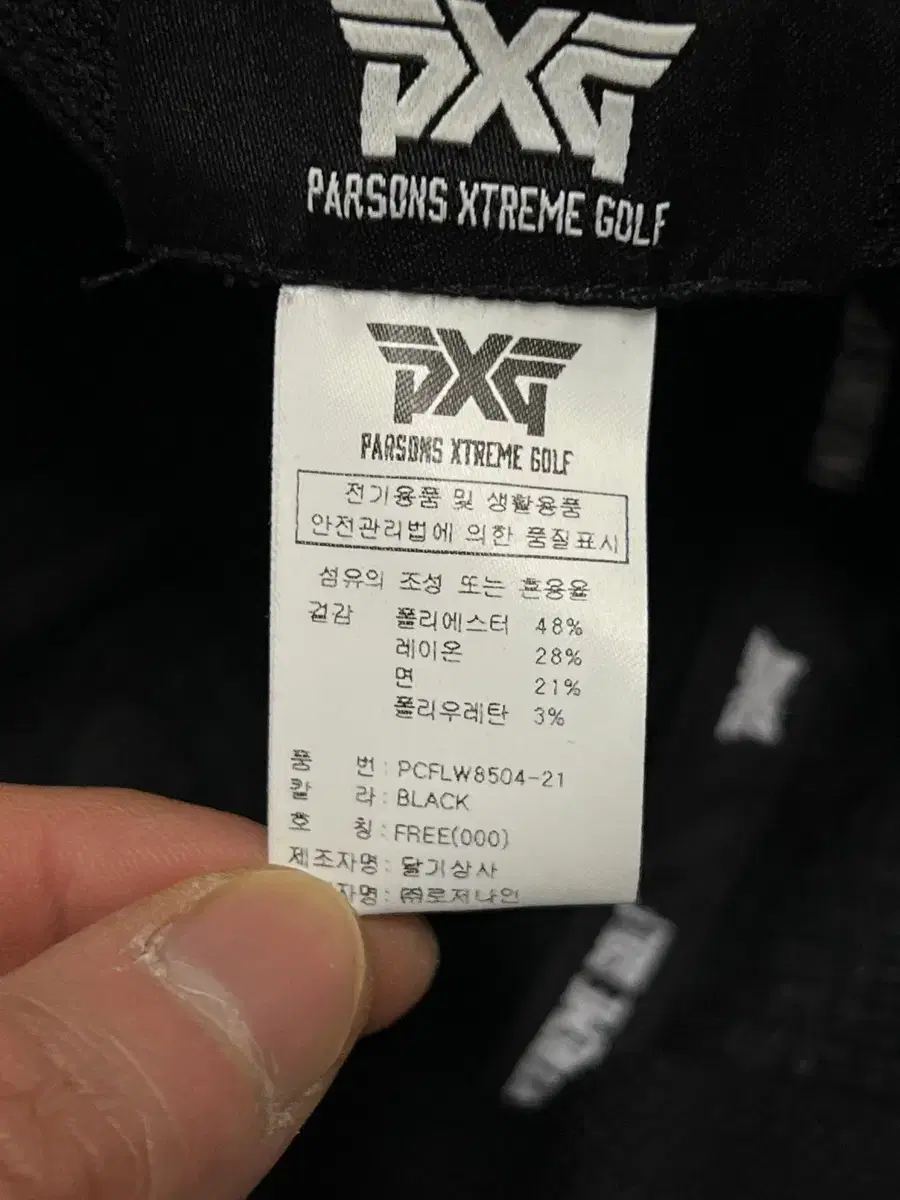 PXG
PARSONS XTREME GOLF
PXG
PARSONS XTREME GOLF
전기용품 및 생활용품
안전관리법에 의한 품질표시
섬유의 조성 또는 혼용율
겉감 폴리에스터 48%
레이온 28%
면 21%
폴리우레탄 3%
품 번 : PCFLW8504-21
칼 라 : BLACK
호 칭 : FREE(000)
제조자명 : 달기상사
자명 : ㈜로저나인
PXG